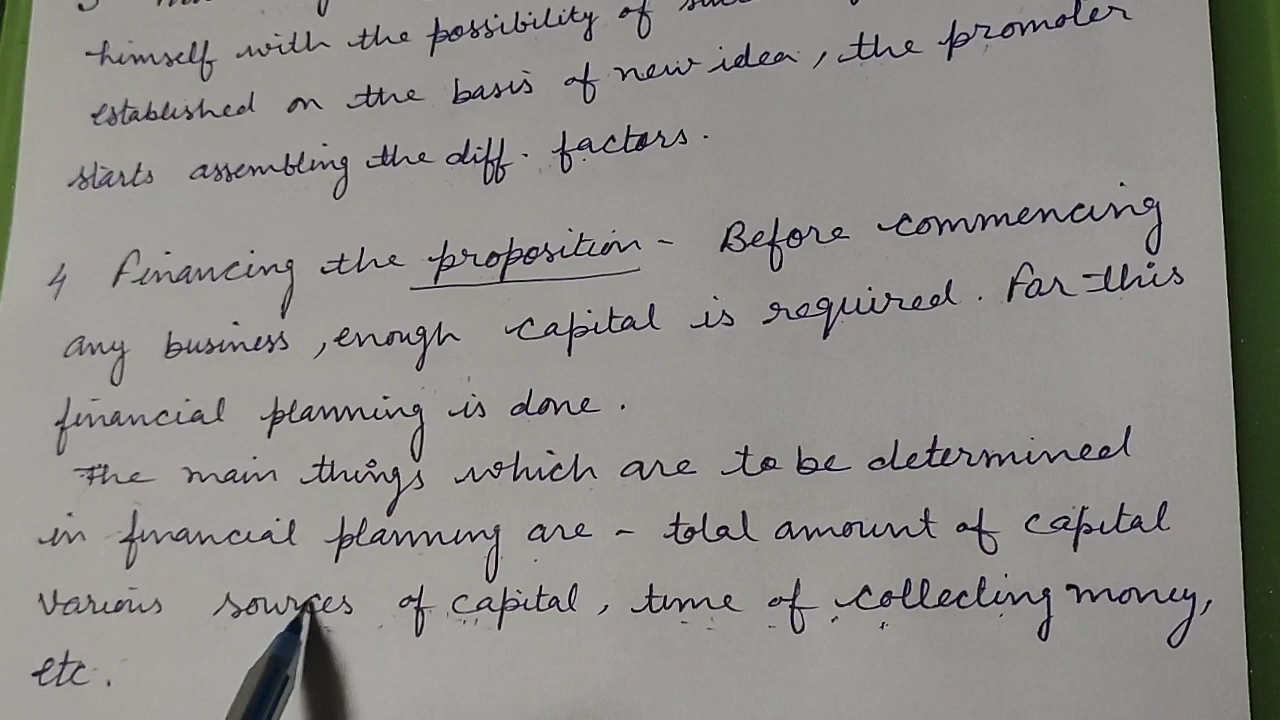 himself with the possibility of
established on the basis of new idea, the promoter
starts assembling the diff. factors.
4 Financing the proposition - Before commencing
any business, enough capital is required. For this
financial planning is done.
The main things which are to be determined
in financial planning are - total amount of capital
various sources of capital, time of collecting money,
etc.